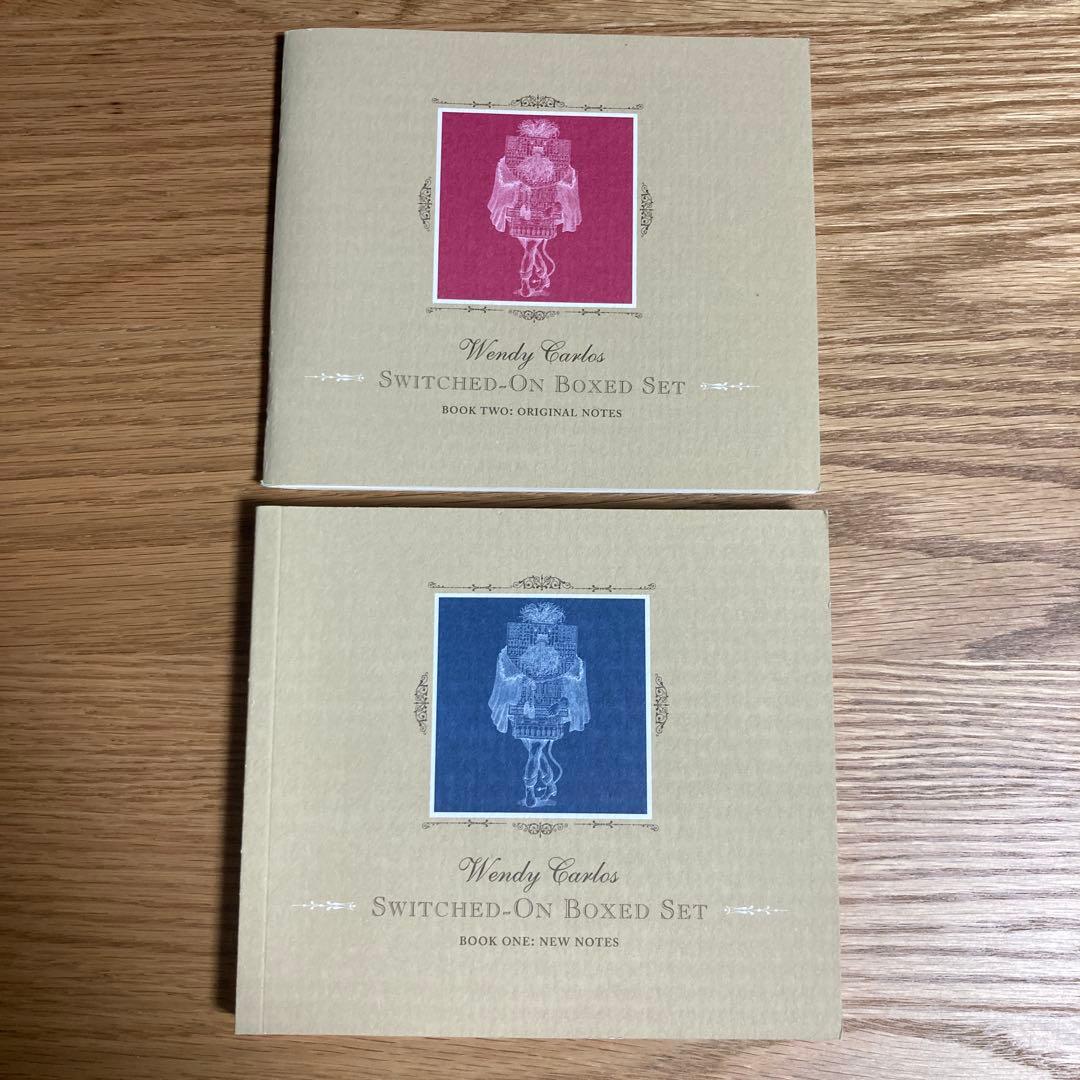 Wendy Carlos
SWITCHED-ON BOXED SET
BOOK TWO: ORIGINAL NOTES
Wendy Carlos
SWITCHED-ON BOXED SET
BOOK ONE: NEW NOTES